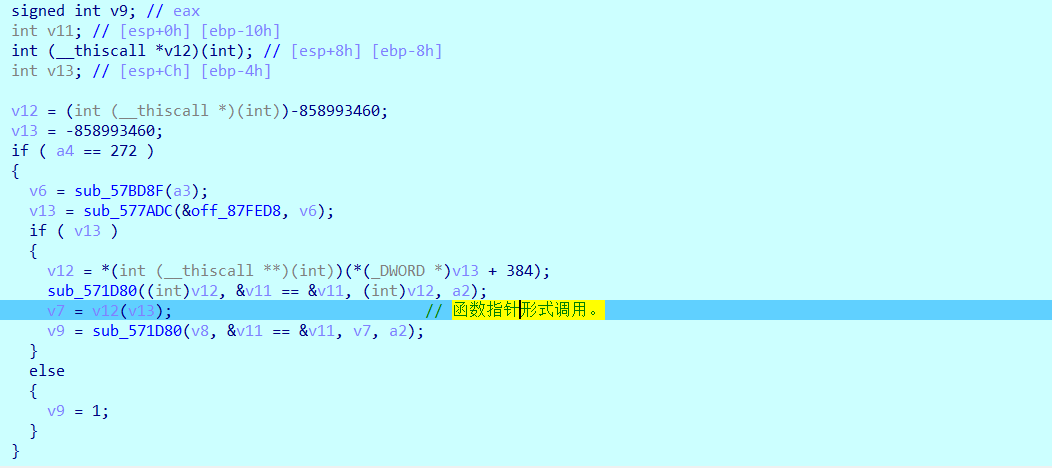 signed int v9; // eax
int v11; // [esp+0h] [ebp-10h]
int (__thiscall *v12)(int); // [esp+8h] [ebp-8h]
int v13; // [esp+Ch] [ebp-4h]
v12 = (int (__thiscall *)(int))-858993460;
v13 = -858993460;
if ( a4 == 272 )
{
v6 = sub_57BD8F(a3);
v13 = sub_577ADC(&off_87FED8, v6);
if ( v13 )
{
v12 = *(int (__thiscall **)(int))(*(_DWORD *)v13 + 384);
sub_571D80((int)v12, &v11 == &v11, (int)v12, a2);
v7 = v12(v13); // 函数指针形式调用。
v9 = sub_571D80(v8, &v11 == &v11, v7, a2);
}
else
{
v9 = 1;
}
}